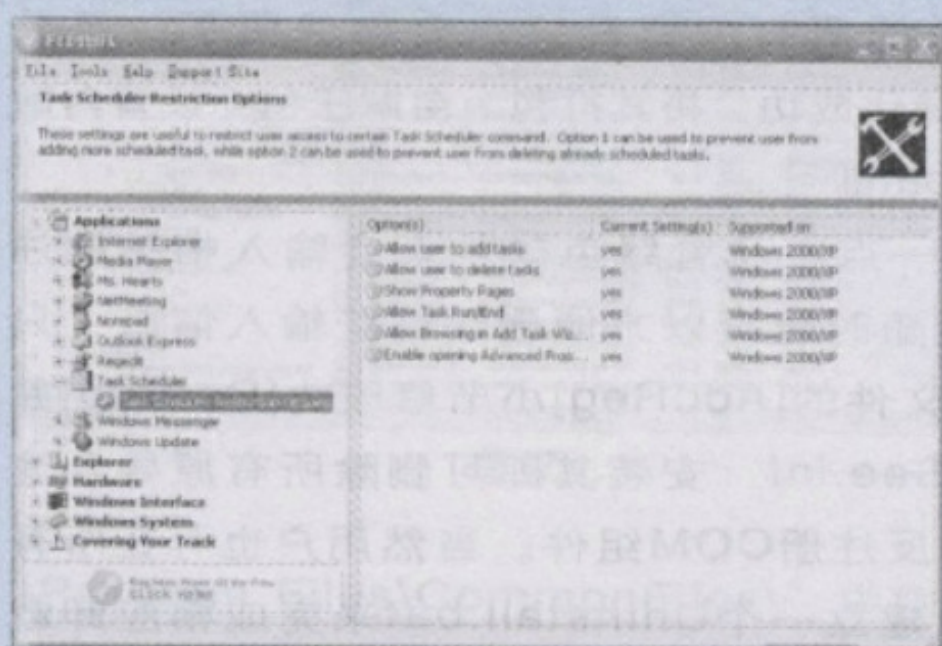 File Tools Help Support Site
Task Scheduler Restriction Options
These settings are useful to restrict user access to certain Task Scheduler command. Option 1 can be used to prevent user from
adding more scheduled task, while option 2 can be used to prevent user from deleting already scheduled tasks.
Option(s) Current Setting(s) Supported on
Applications
Internet Explorer
Media Player
Ms. Hearts
NetMeeting
Notepad
Outlook Express
Regedit
Task Scheduler
Windows Messenger
Windows Update
Explorer
Hardware
Windows Interface
Windows System
Covering Your Track
Allow user to add tasks yes Windows 2000/XP
Allow user to delete tasks yes Windows 2000/XP
Show Property Pages yes Windows 2000/XP
Allow Task Run/End yes Windows 2000/XP
Allow Browsing in Add Task Wiz... yes Windows 2000/XP
Enable opening Advanced Prop... yes Windows 2000/XP